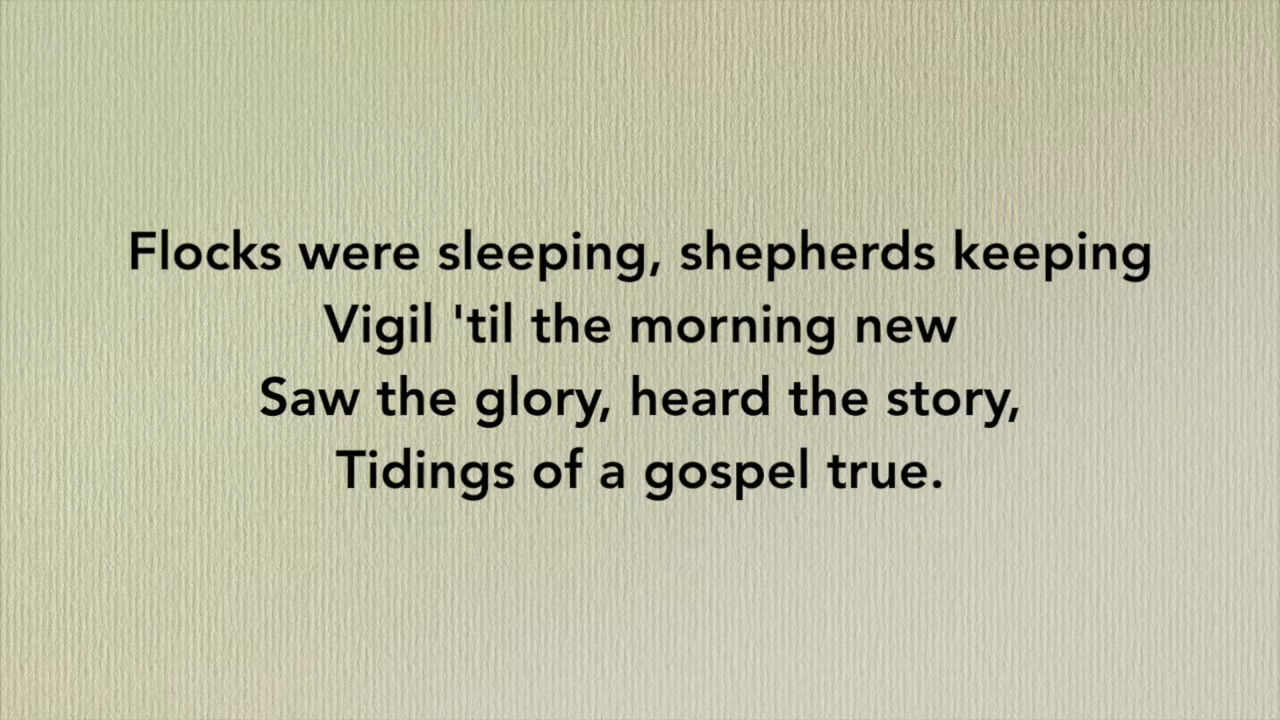 Flocks were sleeping, shepherds keeping
Vigil 'til the morning new
Saw the glory, heard the story,
Tidings of a gospel true.